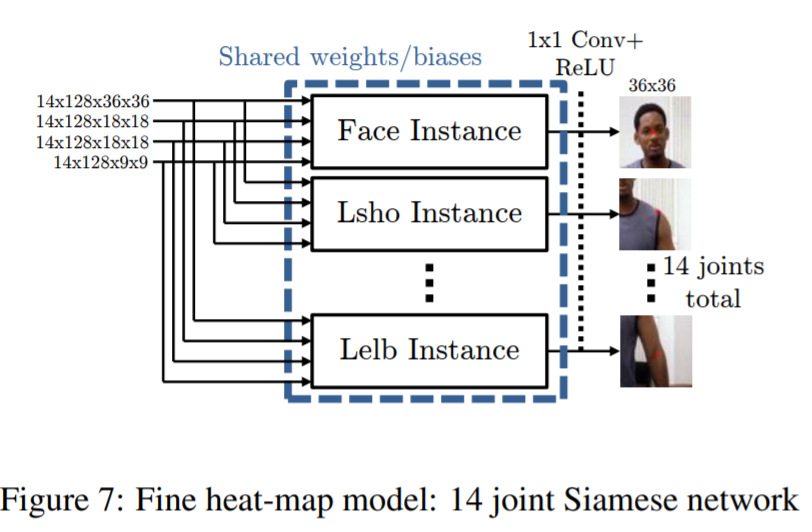 Shared weights/biases
1x1 Conv+
ReLU
36x36
14x128x36x36
14x128x18x18
14x128x18x18
14x128x9x9
Face Instance
Lsho Instance
14 joints
total
Lelb Instance
Figure 7: Fine heat-map model: 14 joint Siamese network